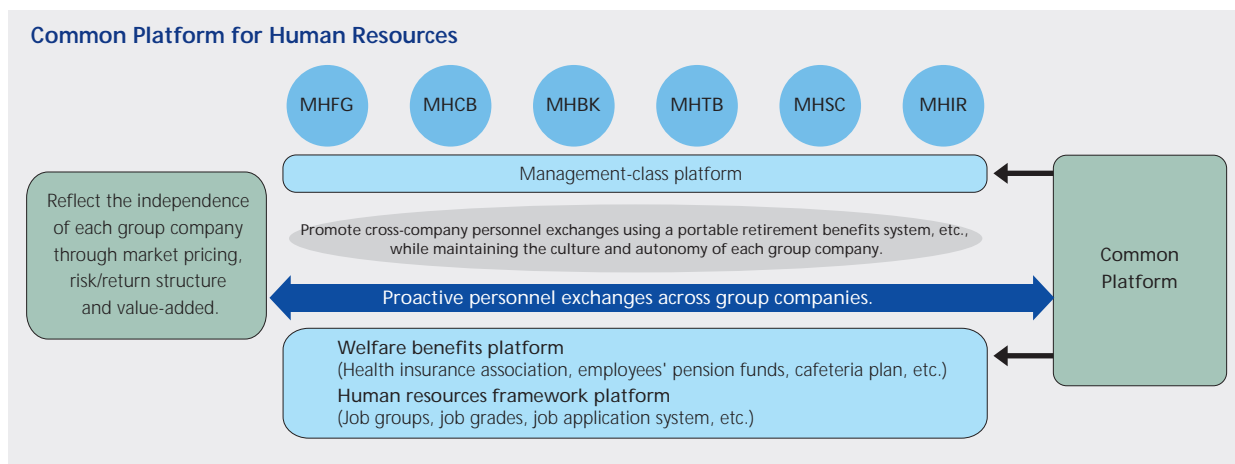 Common Platform for Human Resources
MHFG
MHCB
MHBK
MHTB
MHSC
MHIR
Management-class platform
Reflect the independence
of each group company
through market pricing,
risk/return structure
and value-added.
Promote cross-company personnel exchanges using a portable retirement benefits system, etc.,
while maintaining the culture and autonomy of each group company.
Common
Platform
Proactive personnel exchanges across group companies.
Welfare benefits platform
(Health insurance association, employees' pension funds, cafeteria plan, etc.)
Human resources framework platform
(Job groups, job grades, job application system, etc.)